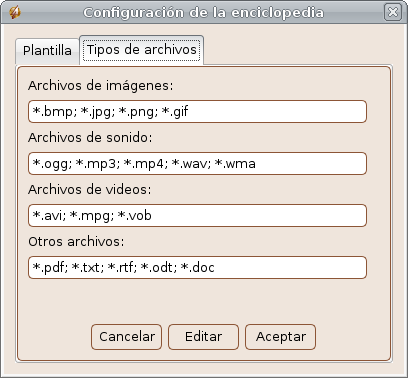 Configuración de la enciclopedia
Plantilla
Tipos de archivos
Archivos de imágenes:
*.bmp; *.jpg; *.png; *.gif
Archivos de sonido:
*.ogg; *.mp3; *.mp4; *.wav; *.wma
Archivos de videos:
*.avi; *.mpg; *.vob
Otros archivos:
*.pdf; *.txt; *.rtf; *.odt; *.doc
Cancelar
Editar
Aceptar